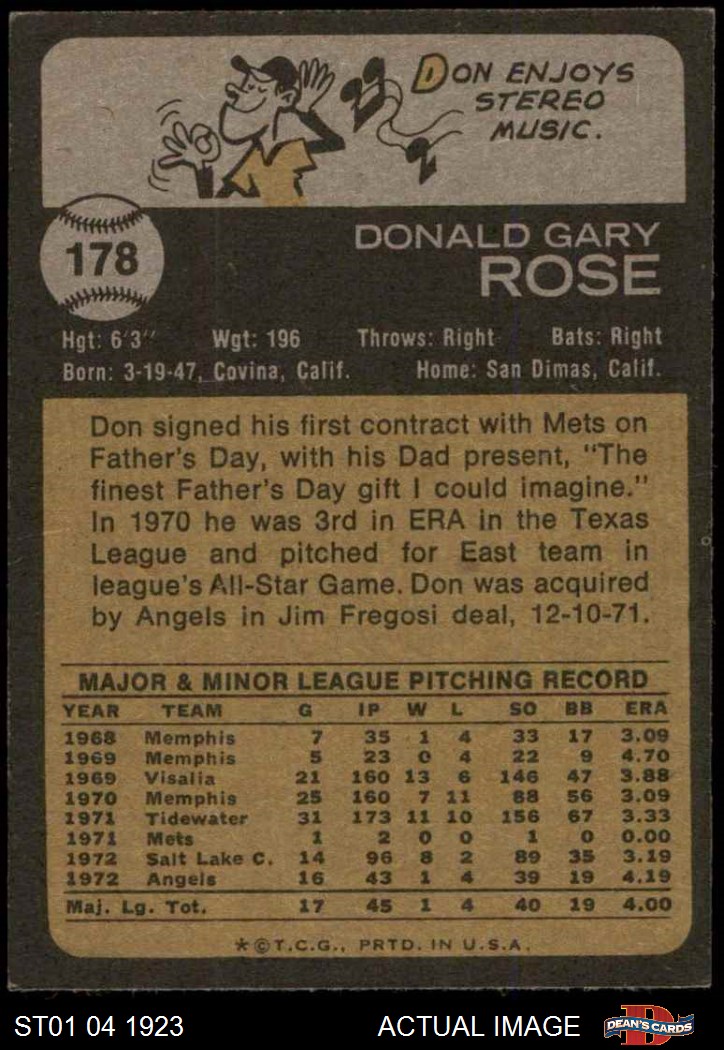 DON ENJOYS
STEREO
MUSIC.
178
DONALD GARY
ROSE
Hgt: 6'3" Wgt: 196 Throws: Right Bats: Right
Born: 3-19-47, Covina, Calif. Home: San Dimas, Calif.
Don signed his first contract with Mets on
Father's Day, with his Dad present, "The
finest Father's Day gift I could imagine."
In 1970 he was 3rd in ERA in the Texas
League and pitched for East team in
league's All-Star Game. Don was acquired
by Angels in Jim Fregosi deal, 12-10-71.
MAJOR & MINOR LEAGUE PITCHING RECORD
YEAR TEAM G IP W L SO BB ERA
1968 Memphis 7 35 1 4 33 17 3.09
1969 Memphis 5 23 0 4 22 9 4.70
1969 Visalia 21 160 13 6 146 47 3.88
1970 Memphis 25 160 7 11 88 56 3.09
1971 Tidewater 31 173 11 10 156 67 3.33
1971 Mets 1 2 0 0 1 0 0.00
1972 Salt Lake C. 14 96 8 2 89 35 3.19
1972 Angels 16 43 1 4 39 19 4.19
Maj. Lg. Tot. 17 45 1 4 40 19 4.00
*©T.C.G., PRTD. IN U.S.A.
ST01 04 1923 ACTUAL IMAGE D DEAN'S CARDS